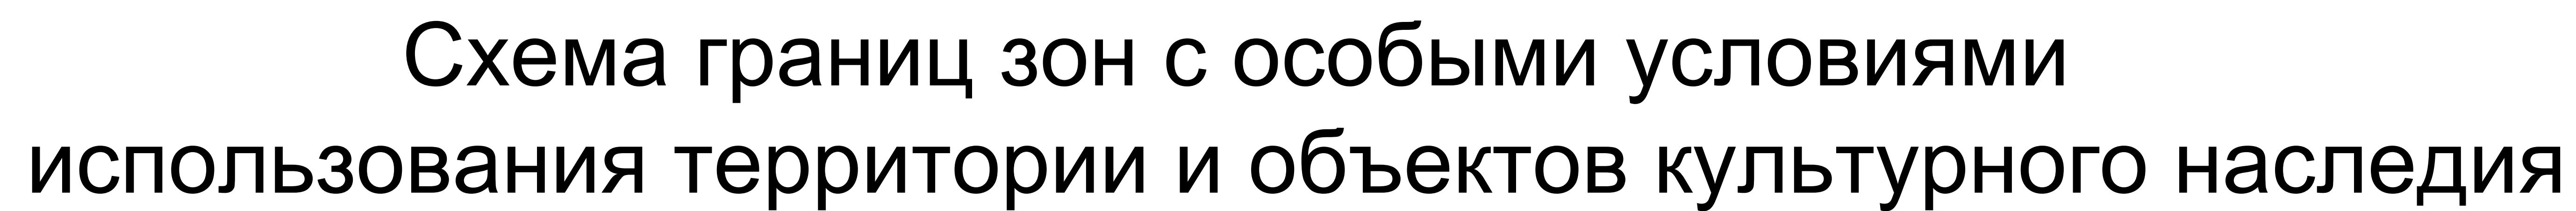 Схема границ зон с особыми условиями
использования территории и объектов культурного наследия